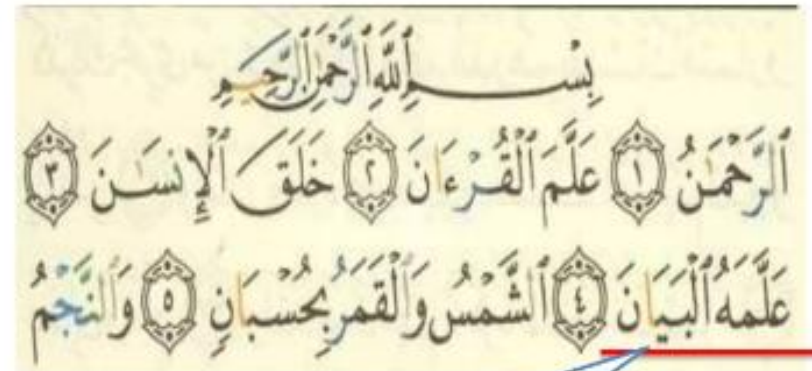 بِسْمِ ٱللَّهِ ٱلرَّحْمَٰنِ ٱلرَّحِيمِ
ٱلرَّحْمَٰنُ ١ عَلَّمَ ٱلْقُرْءَانَ ٢ خَلَقَ ٱلْإِنسَٰنَ ٣
عَلَّمَهُ ٱلْبَيَانَ ٤ ٱلشَّمْسُ وَٱلْقَمَرُ بِحُسْبَانٍ ٥ وَٱلنَّجْمُ